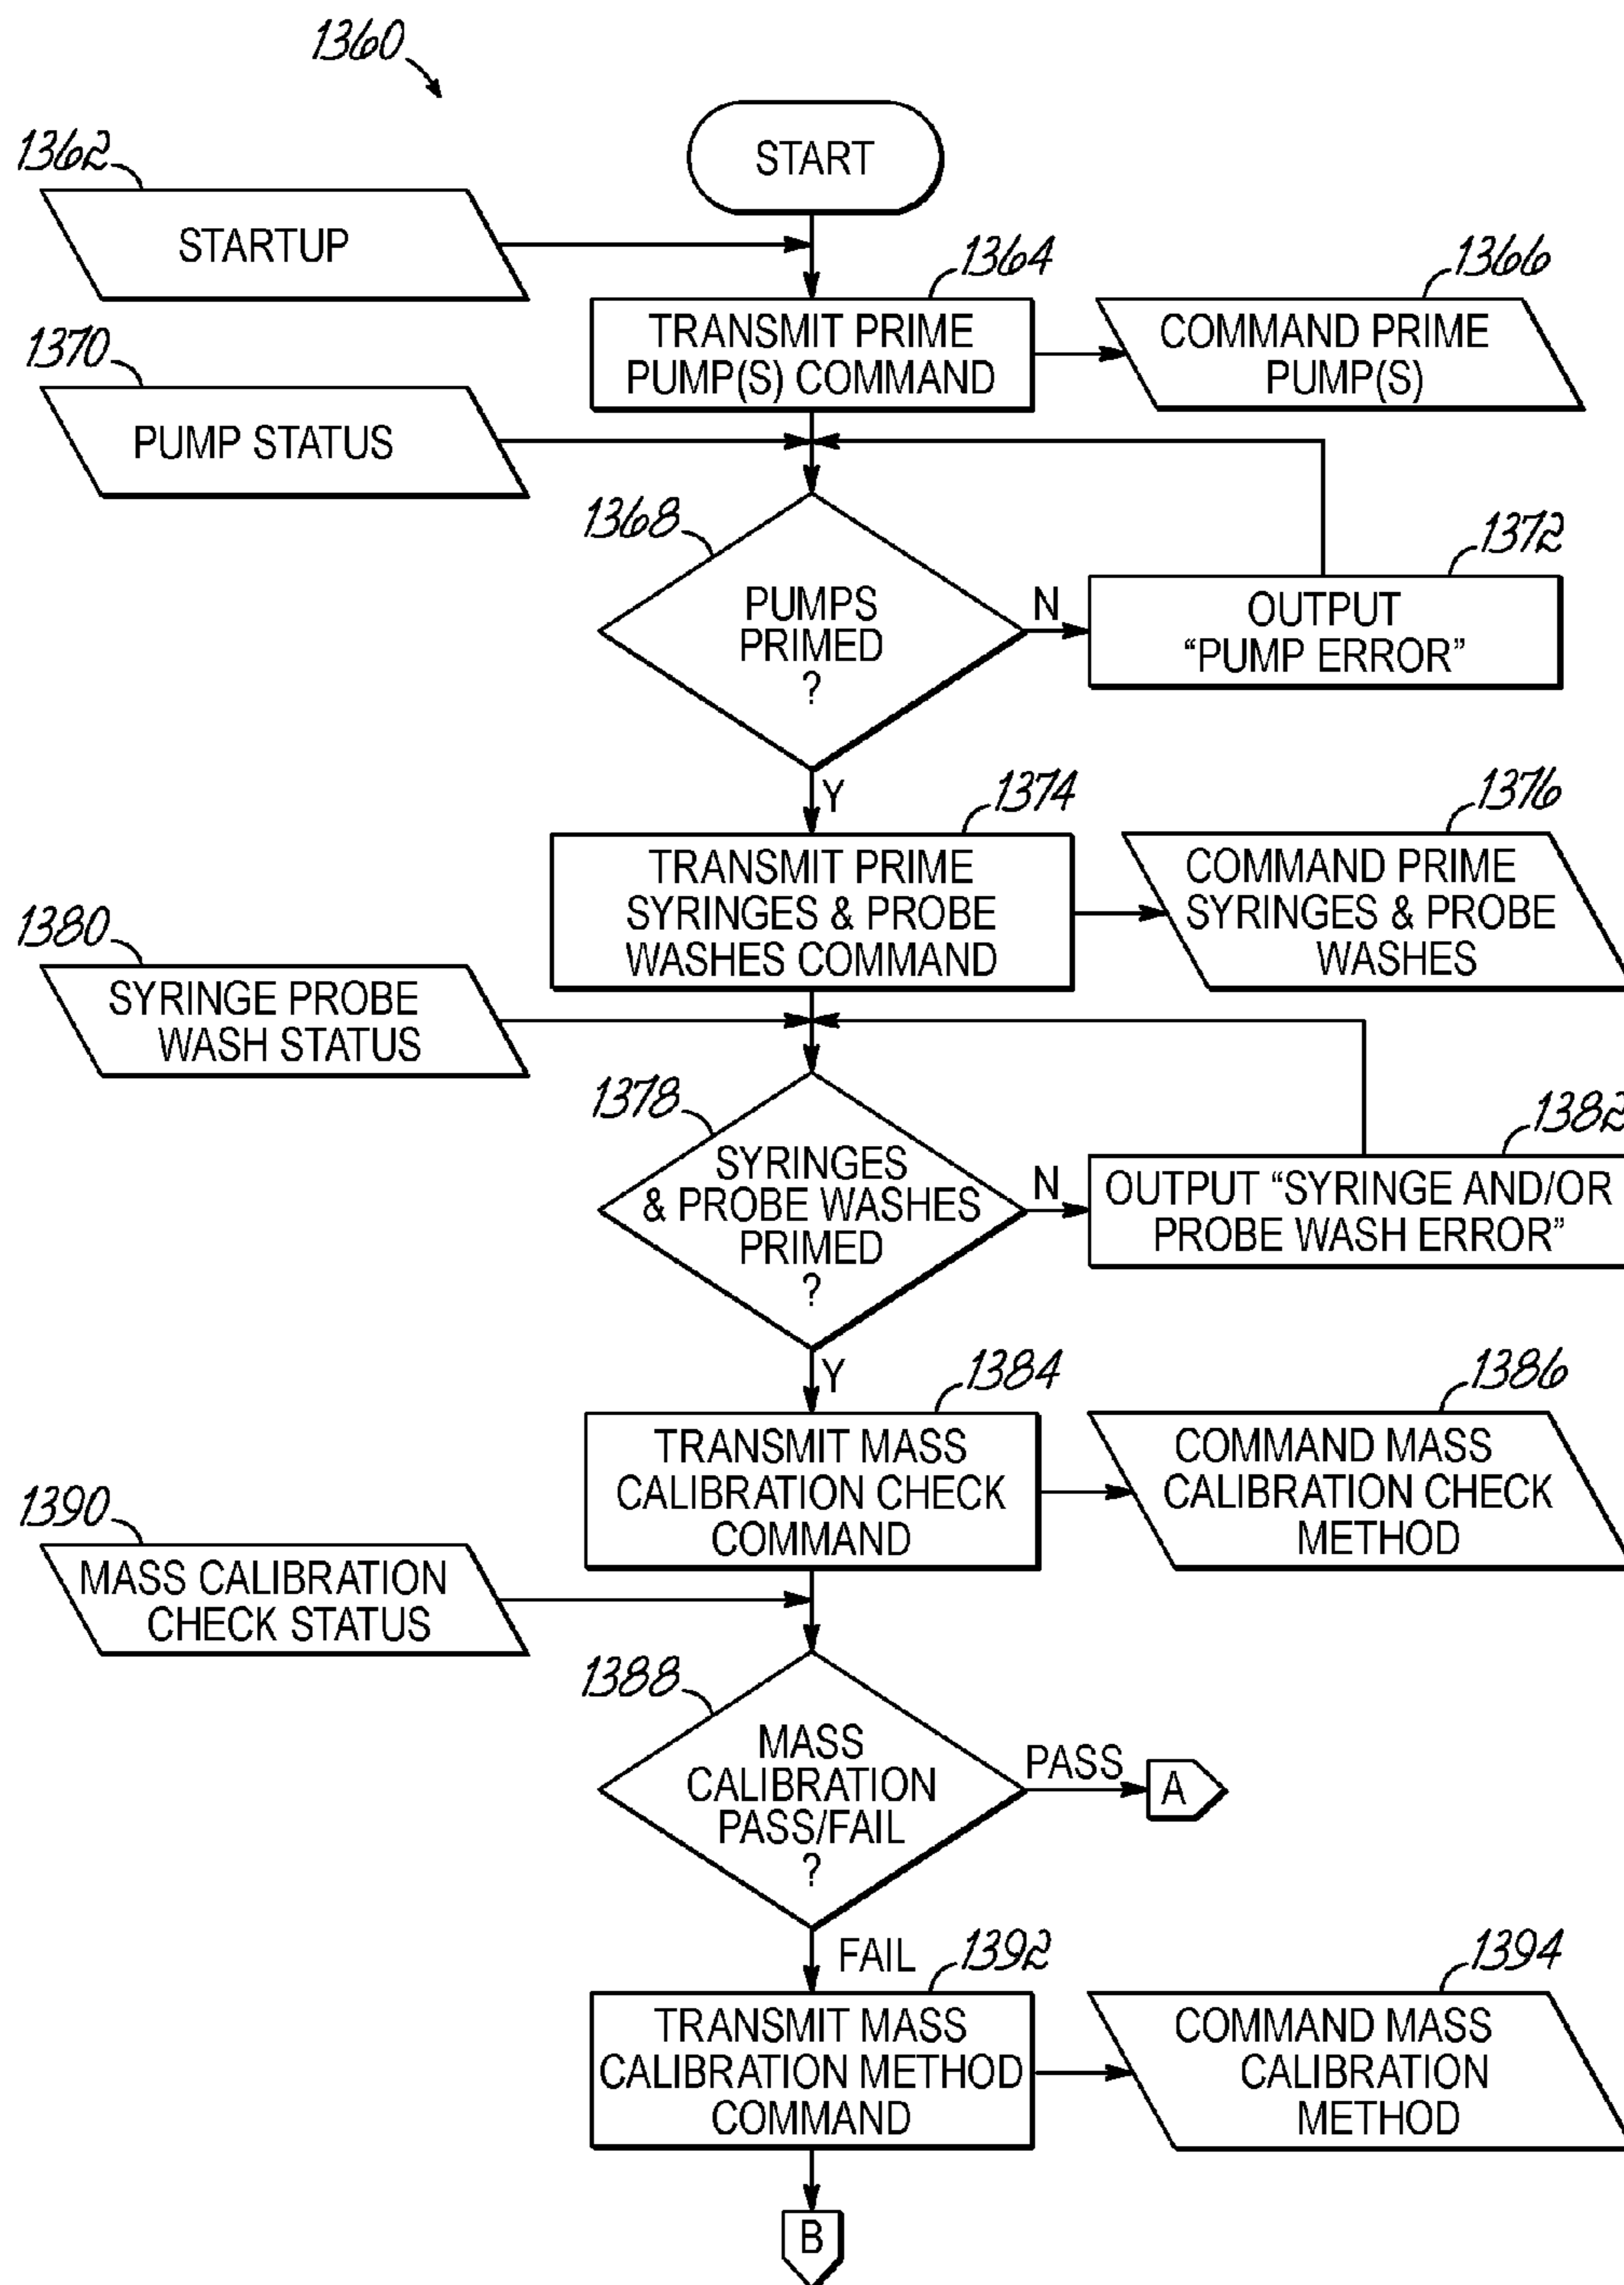 1360
1362
START
STARTUP
1364
1366
TRANSMIT PRIME
PUMP(S) COMMAND
COMMAND PRIME
PUMP(S)
1370
PUMP STATUS
1368
1372
PUMPS
PRIMED
?
N
OUTPUT
“PUMP ERROR”
Y
1374
1376
TRANSMIT PRIME
SYRINGES & PROBE
WASHES COMMAND
COMMAND PRIME
SYRINGES & PROBE
WASHES
1380
SYRINGE PROBE
WASH STATUS
1378
1382
SYRINGES
& PROBE WASHES
PRIMED
?
N
OUTPUT “SYRINGE AND/OR
PROBE WASH ERROR”
Y
1384
1386
TRANSMIT MASS
CALIBRATION CHECK
COMMAND
COMMAND MASS
CALIBRATION CHECK
METHOD
1390
MASS CALIBRATION
CHECK STATUS
1388
MASS
CALIBRATION
PASS/FAIL
?
PASS
A
FAIL
1392
1394
TRANSMIT MASS
CALIBRATION METHOD
COMMAND
COMMAND MASS
CALIBRATION
METHOD
B